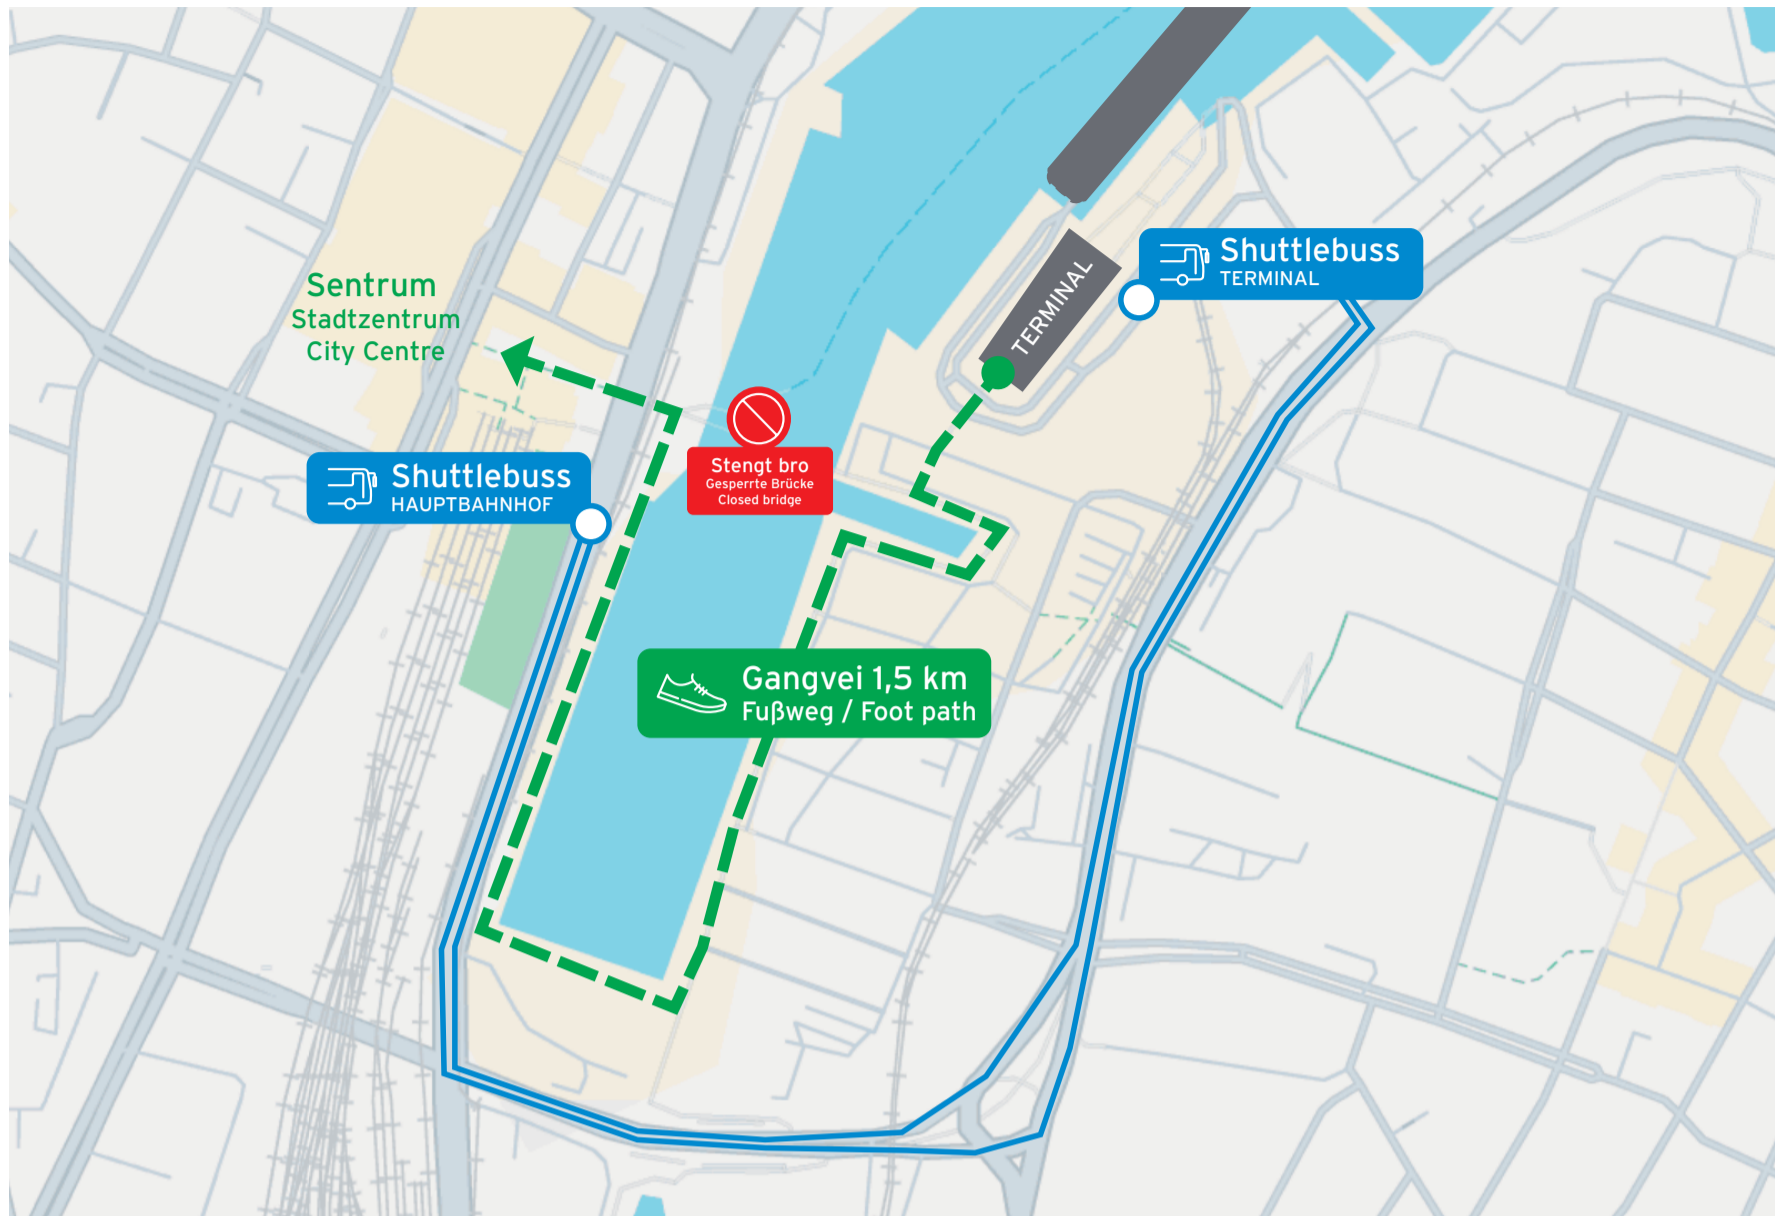 Sentrum
Stadtzentrum
City Centre
Shuttlebuss
TERMINAL
TERMINAL
Stengt bro
Gesperrte Brücke
Closed bridge
Shuttlebuss
HAUPTBAHNHOF
Gangvei 1,5 km
Fußweg / Foot path